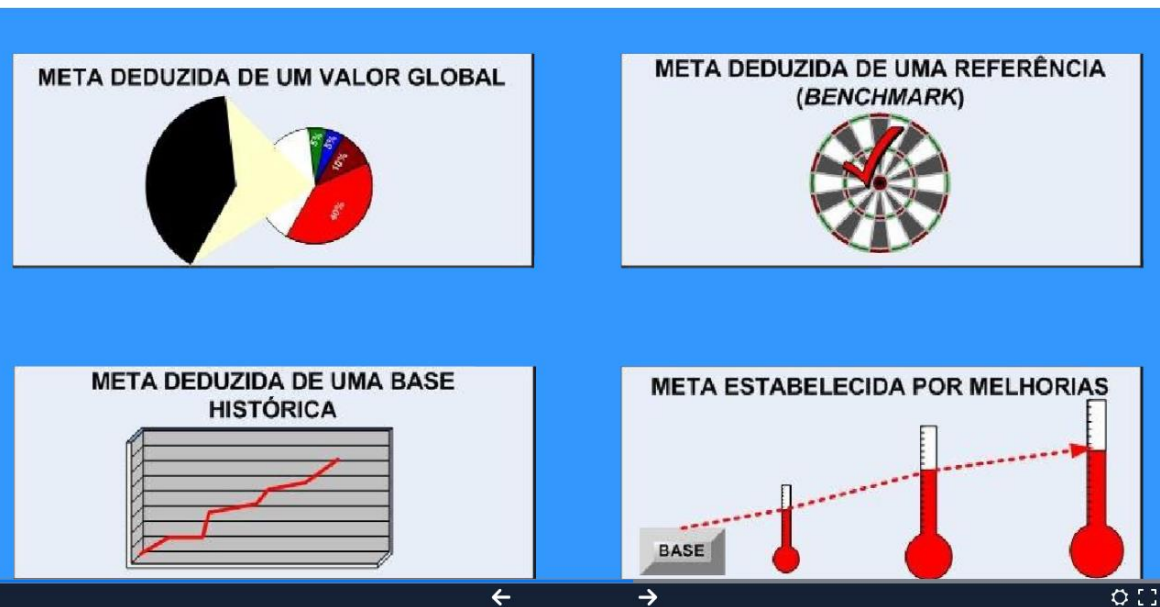 META DEDUZIDA DE UM VALOR GLOBAL
5%
5%
10%
40%
META DEDUZIDA DE UMA REFERÊNCIA
(BENCHMARK)
META DEDUZIDA DE UMA BASE
HISTÓRICA
META ESTABELECIDA POR MELHORIAS
BASE